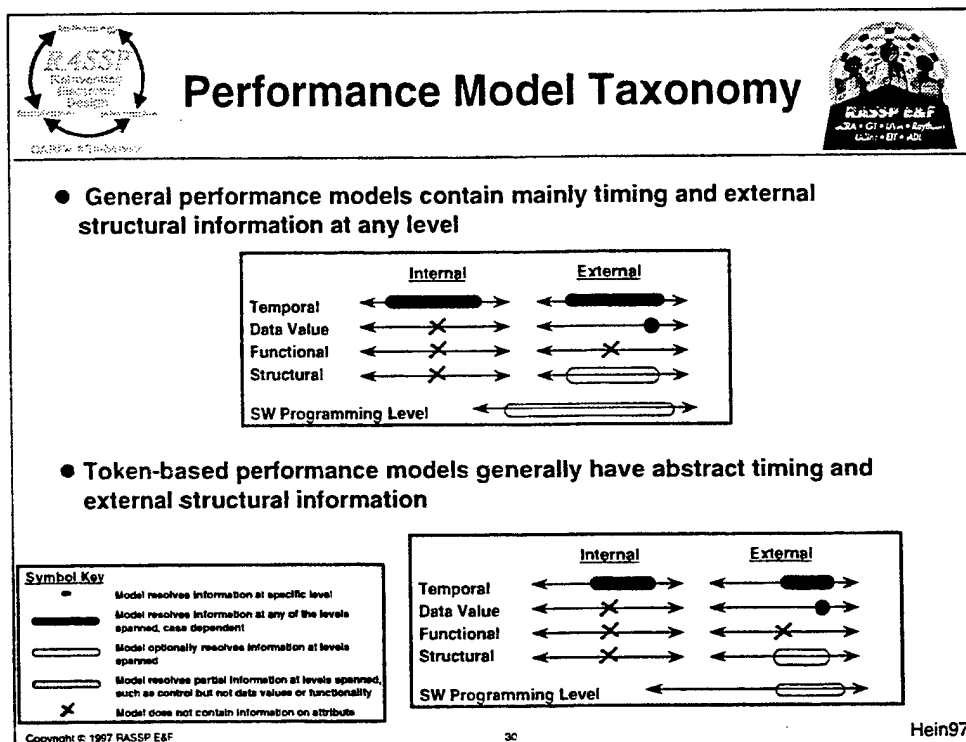 RASSP
Reinventing
Electronic
Design
Performance Model Taxonomy
RASSP E&F
● General performance models contain mainly timing and external
structural information at any level
Internal External
Temporal
Data Value
Functional
Structural
SW Programming Level
● Token-based performance models generally have abstract timing and
external structural information
Symbol Key
Model resolves information at specific level
Model resolves information at any of the levels
spanned, case dependent
Model optionally resolves information at levels
spanned
Model resolves partial information at levels spanned,
such as control but not data values or functionality
Model does not contain information on attribute
Internal External
Temporal
Data Value
Functional
Structural
SW Programming Level
Copyright © 1997 RASSP E&F
30
Hein97